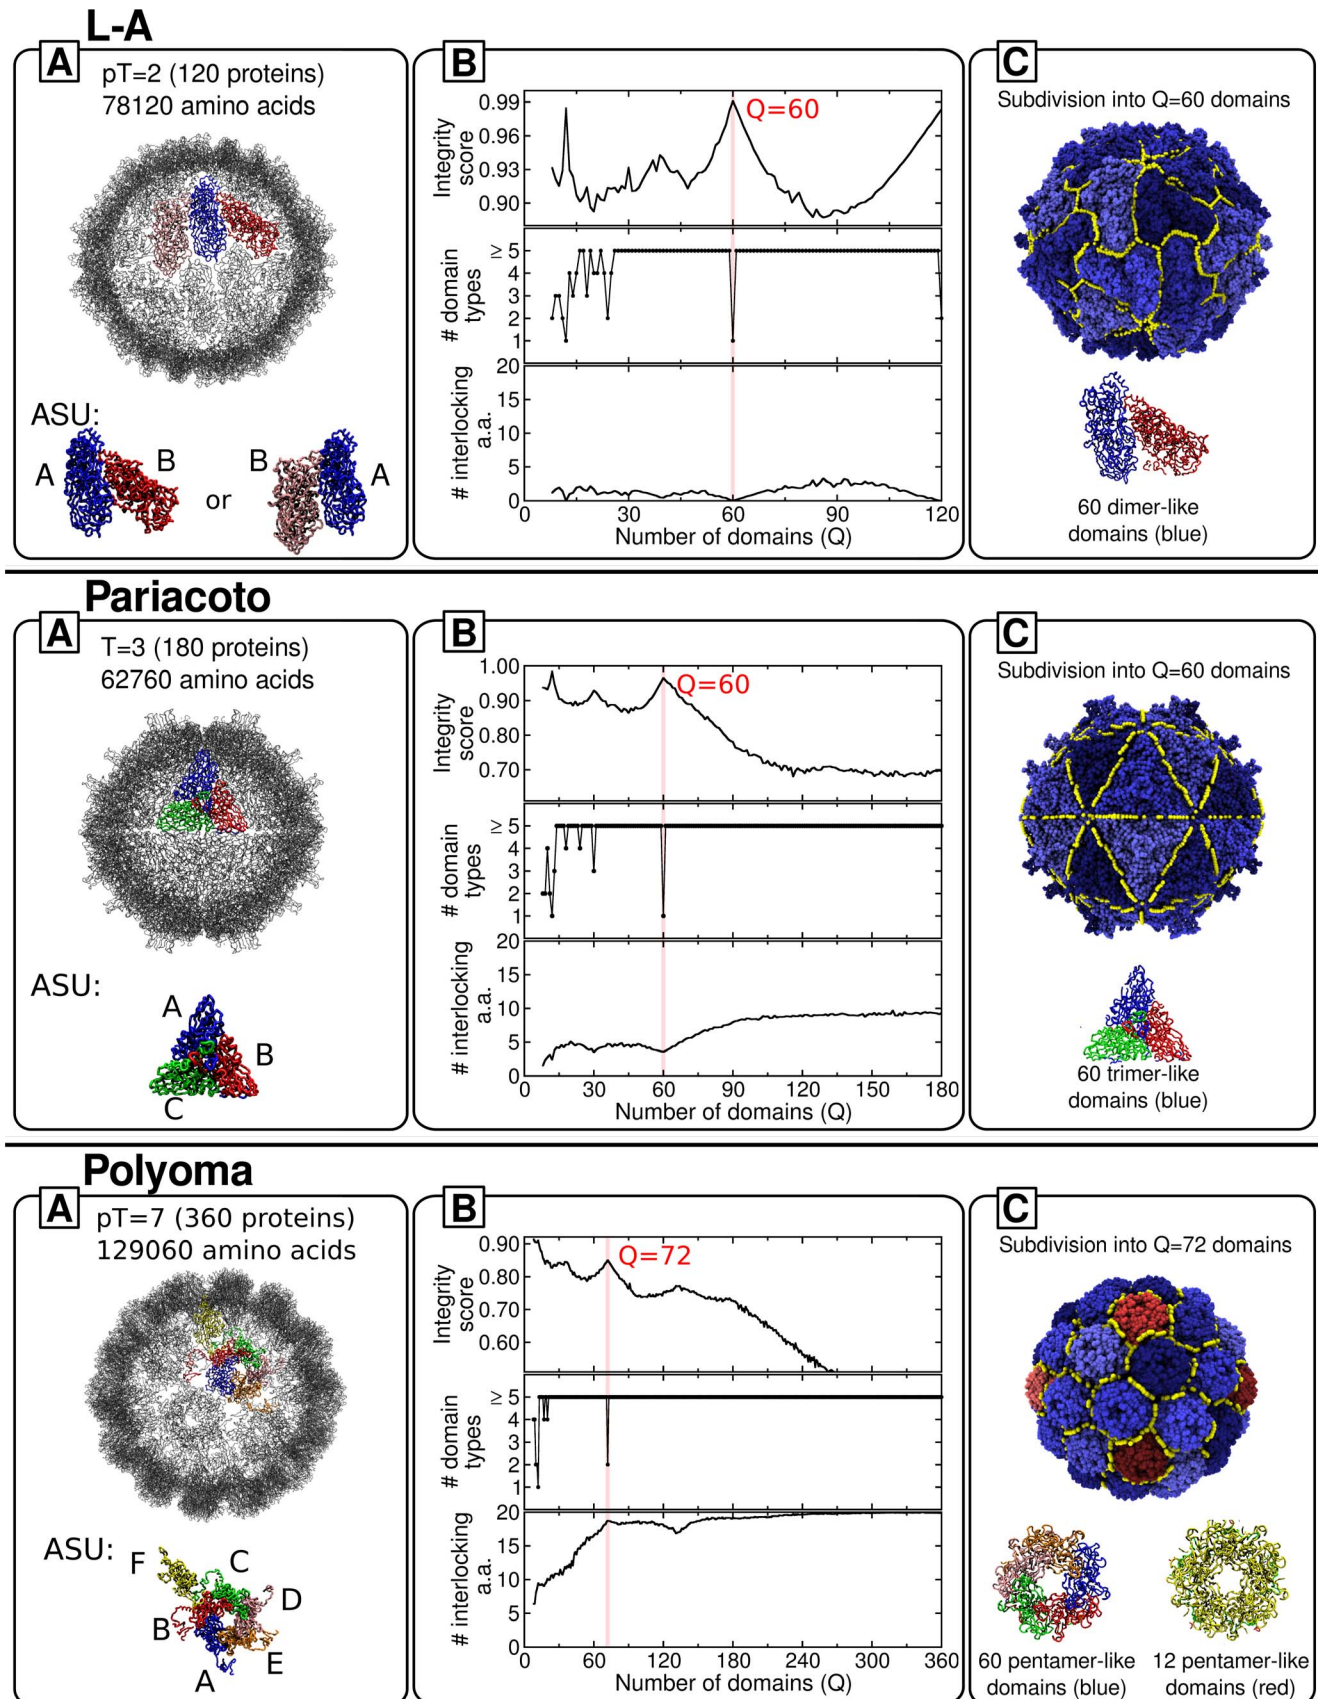 L-A
A
pT=2 (120 proteins)
78120 amino acids
ASU:
A
B
or
B
A
B
Integrity
score
0.99
0.96
0.93
0.90
Q=60
# domain
types
≥ 5
4
3
2
1
# interlocking
a.a.
20
15
10
5
0
0 30 60 90 120
Number of domains (Q)
C
Subdivision into Q=60 domains
60 dimer-like
domains (blue)
Pariacoto
A
T=3 (180 proteins)
62760 amino acids
ASU:
A
B
C
B
Integrity
score
1.00
0.90
0.80
0.70
Q=60
# domain
types
≥ 5
4
3
2
1
# interlocking
a.a.
20
15
10
5
0
0 30 60 90 120 150 180
Number of domains (Q)
C
Subdivision into Q=60 domains
60 trimer-like
domains (blue)
Polyoma
A
pT=7 (360 proteins)
129060 amino acids
ASU:
F
C
D
B
E
A
B
Integrity
score
0.90
0.80
0.70
0.60
Q=72
# domain
types
≥ 5
4
3
2
1
# interlocking
a.a.
20
15
10
5
0
0 60 120 180 240 300 360
Number of domains (Q)
C
Subdivision into Q=72 domains
60 pentamer-like
domains (blue)
12 pentamer-like
domains (red)